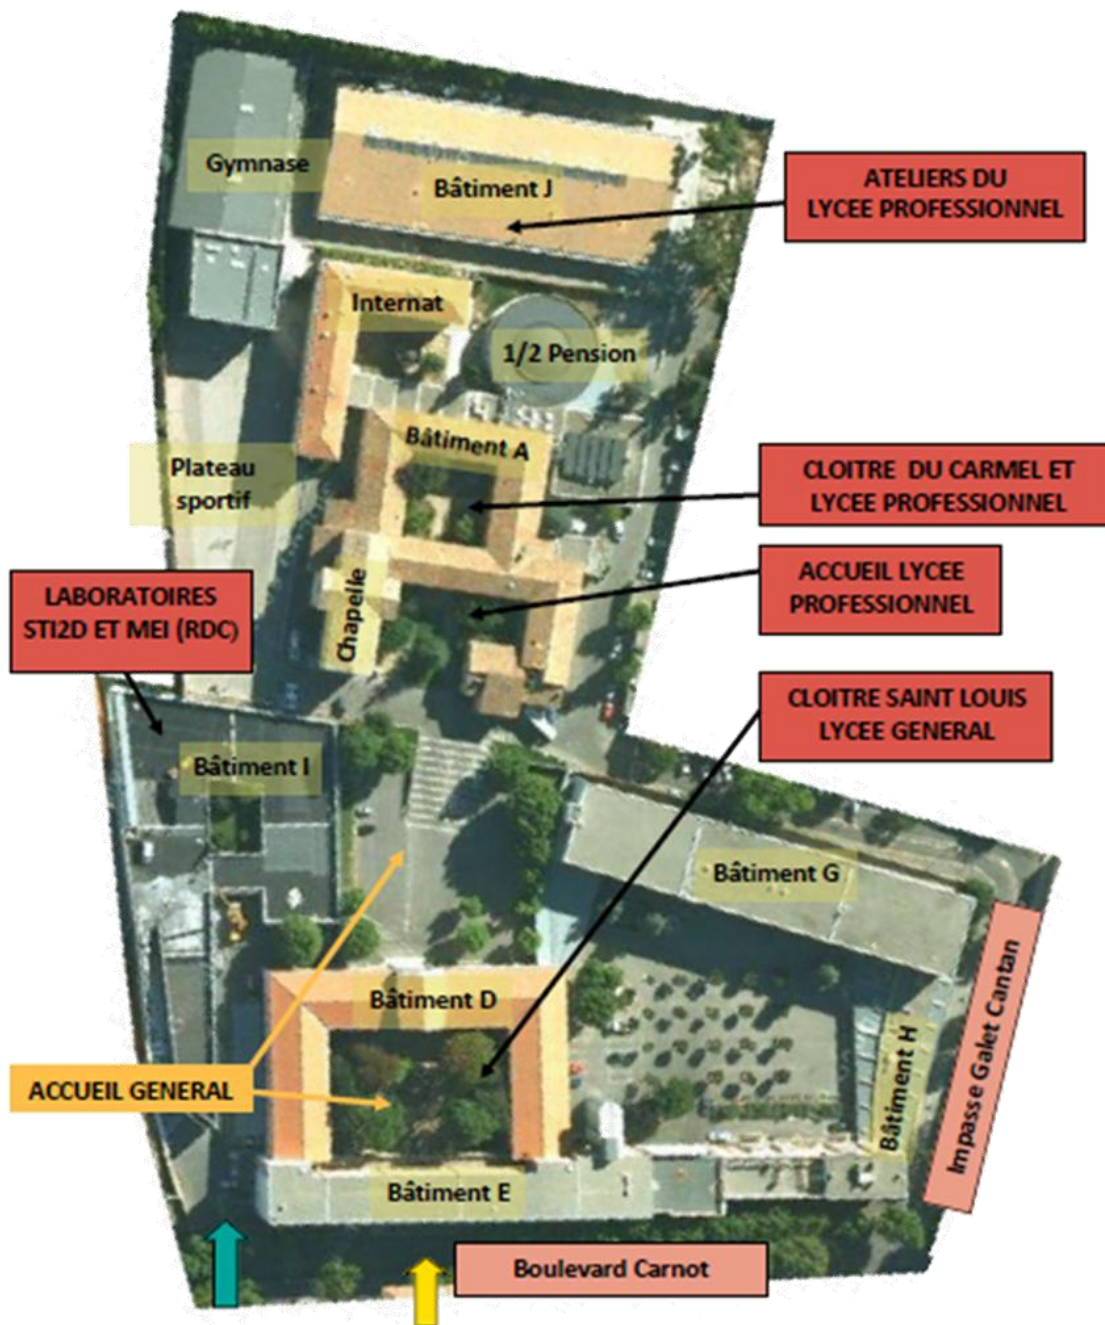 Gymnase
Bâtiment J
ATELIERS DU
LYCEE PROFESSIONNEL
Internat
1/2 Pension
Bâtiment A
Plateau
sportif
CLOITRE DU CARMEL ET
LYCEE PROFESSIONNEL
ACCUEIL LYCEE
PROFESSIONNEL
Chapelle
LABORATOIRES
STI2D ET MEI (RDC)
CLOITRE SAINT LOUIS
LYCEE GENERAL
Bâtiment I
Bâtiment G
Impasse Galet Cantan
Bâtiment D
Bâtiment H
ACCUEIL GENERAL
Bâtiment E
Boulevard Carnot